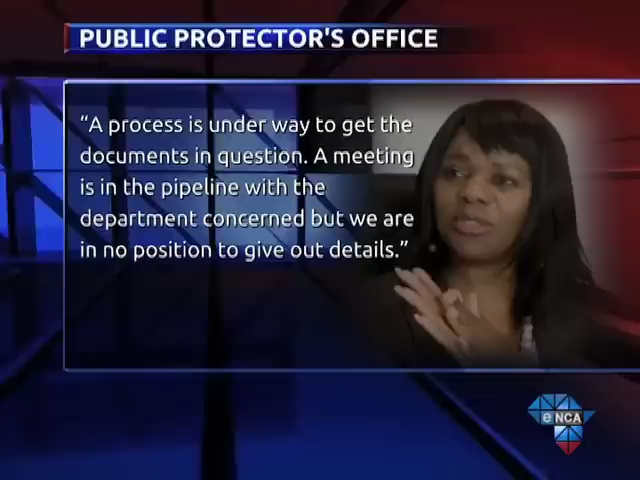 PUBLIC PROTECTOR'S OFFICE
“A process is under way to get the
documents in question. A meeting
is in the pipeline with the
department concerned but we are
in no position to give out details.”
eNCA